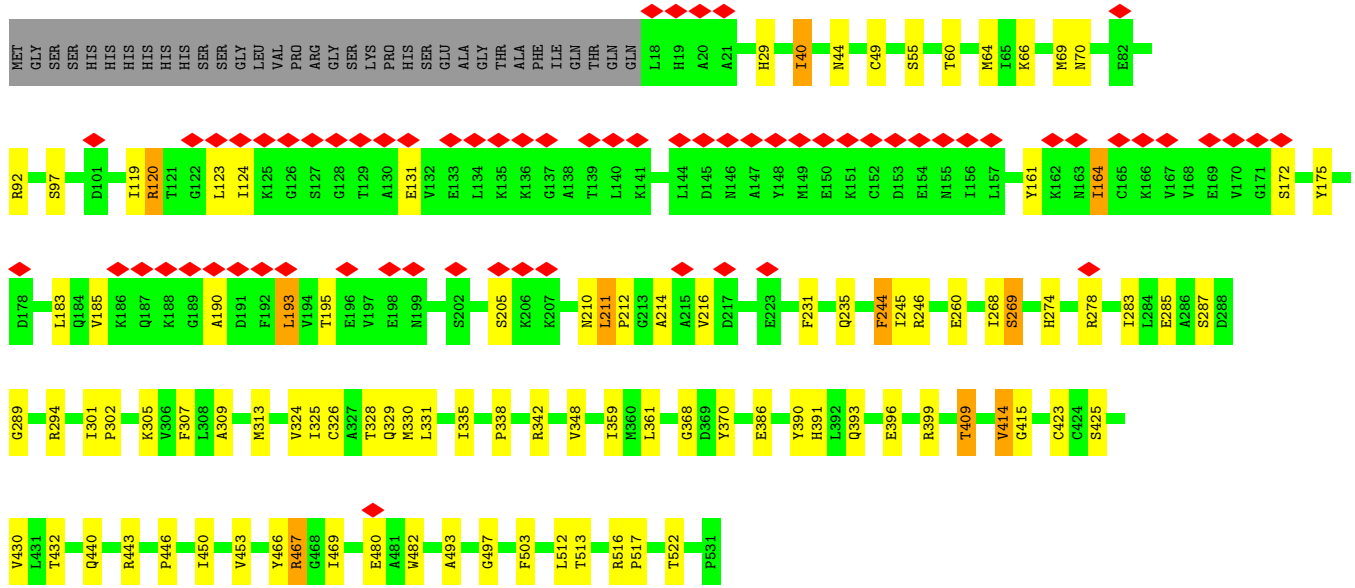 MET GLY SER SER HIS HIS HIS HIS HIS HIS SER SER GLY LEU VAL PRO ARG GLY SER LYS PRO HIS SER GLU ALA GLY THR ALA PHE ILE GLN THR GLN GLN L18 H19 A20 A21 H29 I40 N44 C49 S55 T60 M64 I65 K66 M69 N70 E82
R92 S97 D101 I119 R120 T121 G122 L123 I124 K125 G126 S127 G128 T129 A130 E131 V132 E133 L134 K135 K136 G137 A138 T139 L140 K141 L144 D145 N146 A147 Y148 M149 E150 K151 C152 D153 E154 N155 I156 L157 Y161 K162 N163 I164 C165 K166 V167 V168 E169 V170 G171 S172 Y175
D178 L183 Q184 V185 K186 Q187 K188 G189 A190 D191 F192 L193 V194 T195 E196 V197 E198 N199 S202 S205 K206 K207 N210 L211 P212 G213 A214 A215 V216 D217 E223 F231 Q235 F244 I245 R246 E260 I268 S269 H274 R278 I283 L284 E285 A286 S287 D288
G289 R294 I301 P302 K305 V306 F307 L308 A309 M313 V324 I325 C326 A327 T328 Q329 M330 L331 I335 P338 R342 V348 I359 M360 L361 G368 D369 Y370 E386 Y390 H391 L392 Q393 E396 R399 T409 V414 G415 C423 C424 S425
V430 L431 T432 Q440 R443 P446 I450 V453 Y466 R467 G468 I469 E480 A481 W482 A493 G497 F503 L512 T513 R516 P517 T522 P531